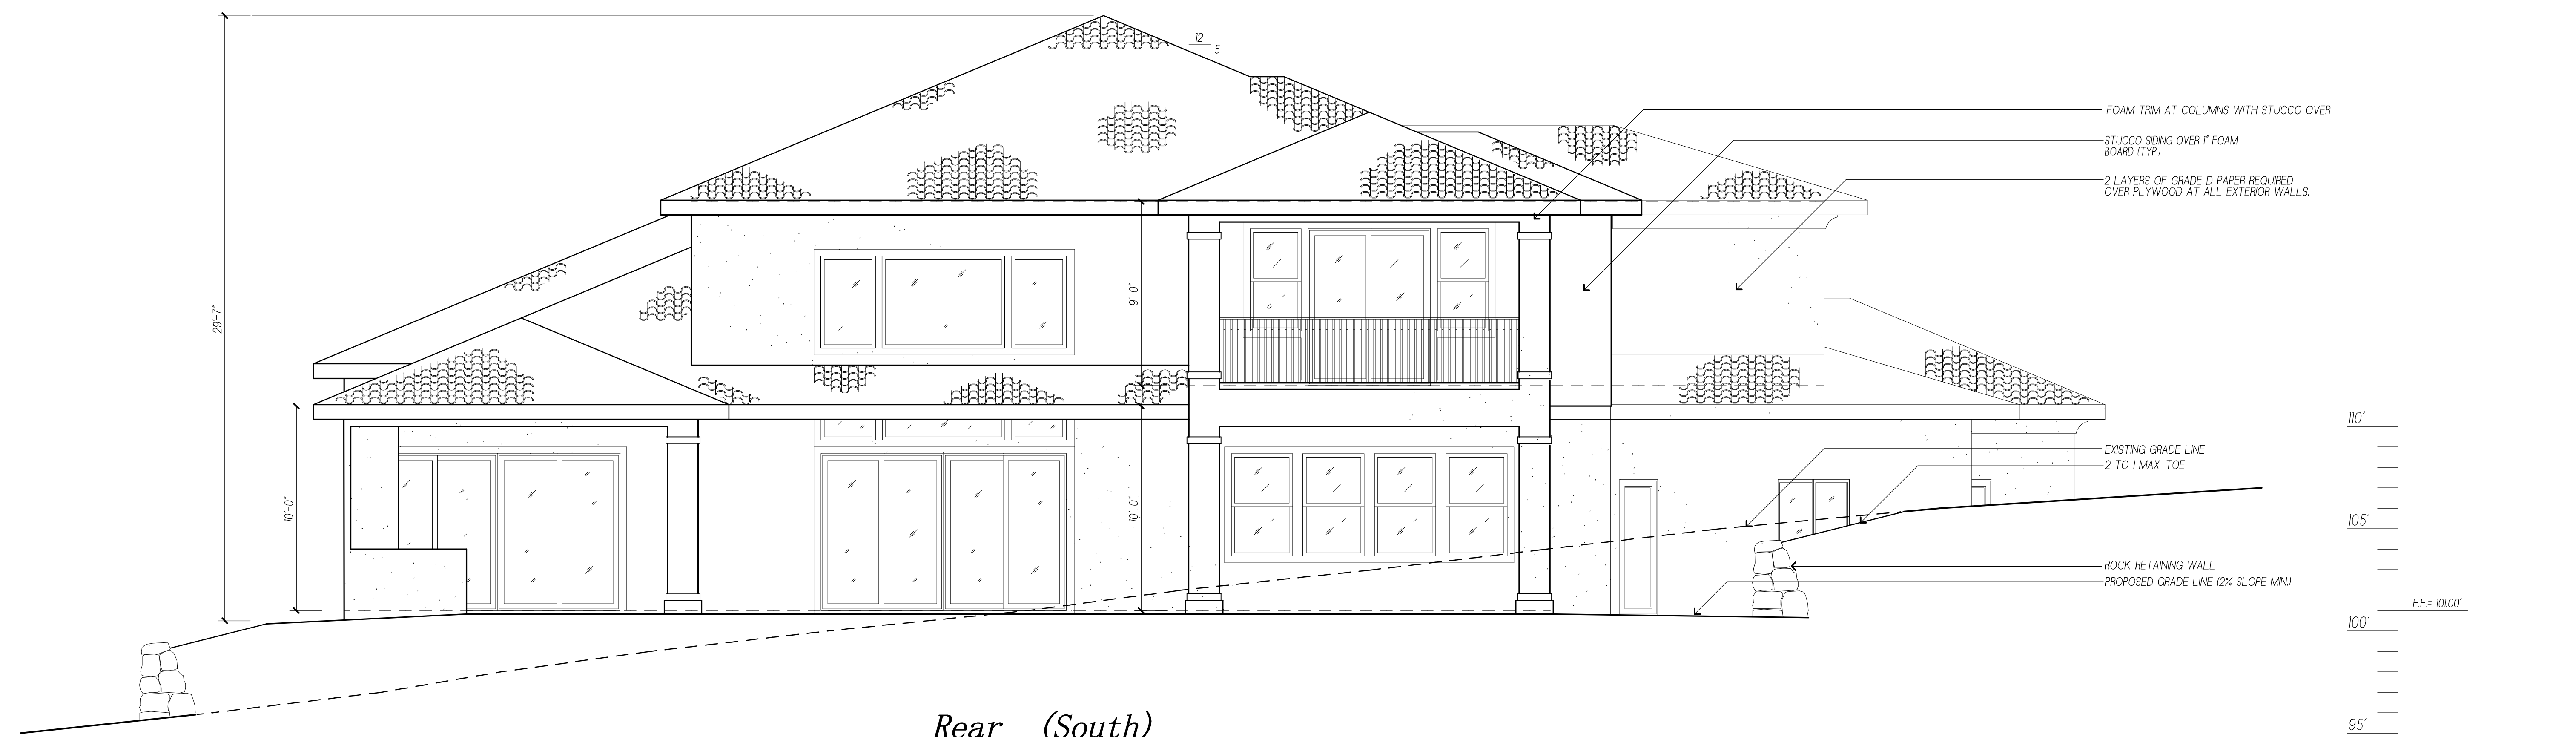 12
5
FOAM TRIM AT COLUMNS WITH STUCCO OVER
STUCCO SIDING OVER 1" FOAM
BOARD (TYP.)
2 LAYERS OF GRADE D PAPER REQUIRED
OVER PLYWOOD AT ALL EXTERIOR WALLS.
29'-7"
9'-0"
10'-0"
10'-0"
110'
EXISTING GRADE LINE
2 TO 1 MAX. TOE
105'
ROCK RETAINING WALL
PROPOSED GRADE LINE (2% SLOPE MIN.)
F.F.= 101.00'
100'
95'
Rear (South)